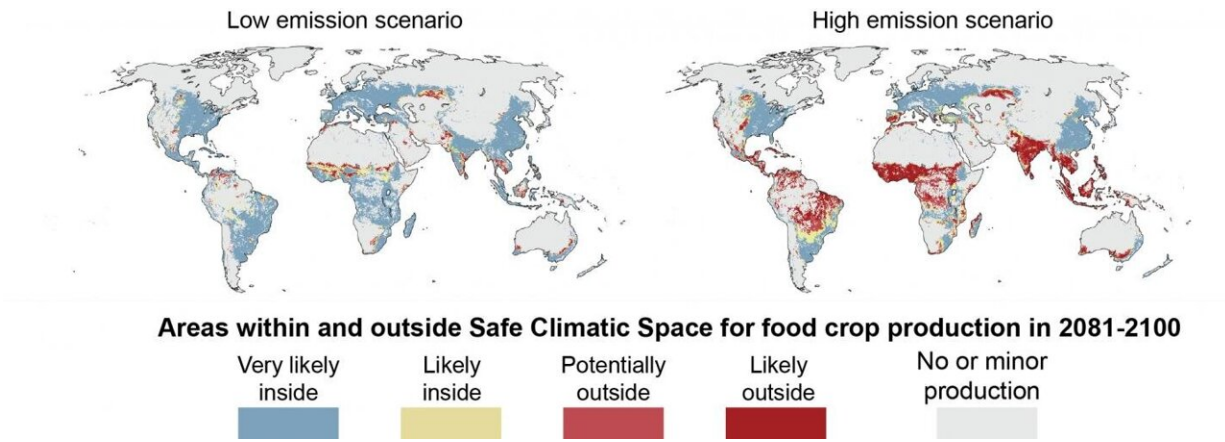 Low emission scenario
High emission scenario
Areas within and outside Safe Climatic Space for food crop production in 2081-2100
Very likely inside
Likely inside
Potentially outside
Likely outside
No or minor production